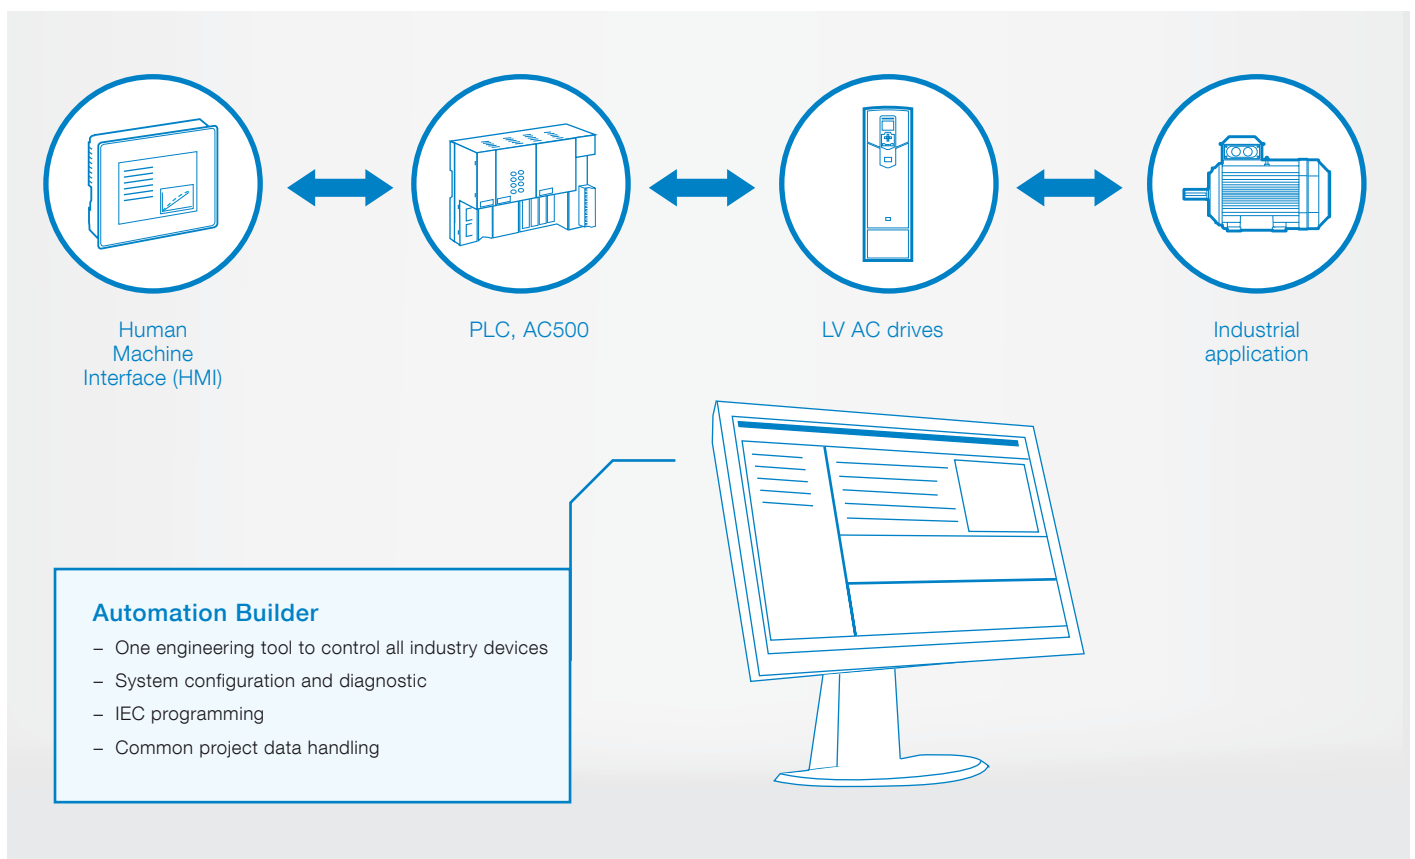 Human
Machine
Interface (HMI)
PLC, AC500
LV AC drives
Industrial
application
Automation Builder
– One engineering tool to control all industry devices
– System configuration and diagnostic
– IEC programming
– Common project data handling